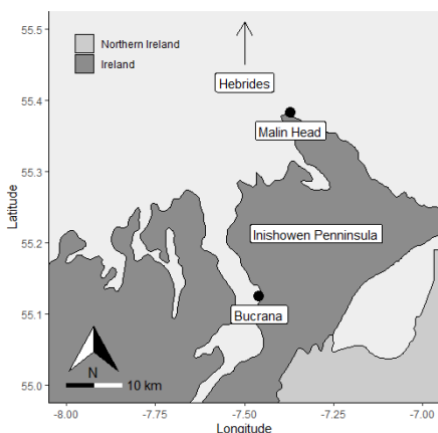 55.5
Northern Ireland
Ireland
Hebrides
55.4
Malin Head
55.3
Latitude
55.2
Inishowen Penninsula
55.1
Bucrana
N
55.0
10 km
-8.00
-7.75
-7.50
-7.25
-7.00
Longitude